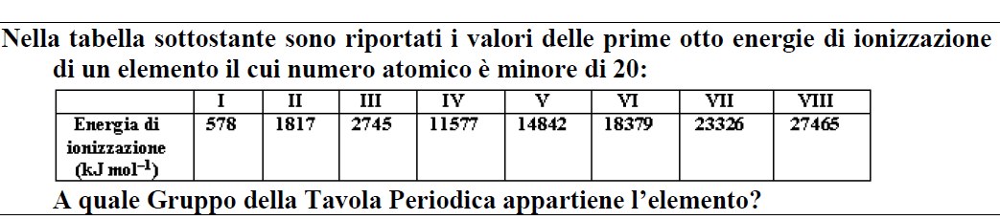 Nella tabella sottostante sono riportati i valori delle prime otto energie di ionizzazione
di un elemento il cui numero atomico è minore di 20:
I II III IV V VI VII VIII
Energia di 578 1817 2745 11577 14842 18379 23326 27465
ionizzazione
(kJ mol⁻¹)
A quale Gruppo della Tavola Periodica appartiene l’elemento?